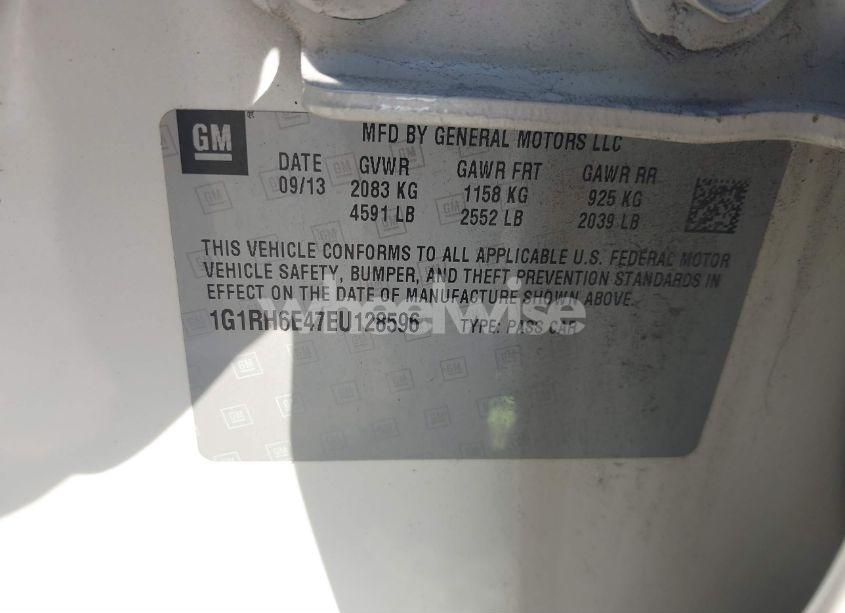 GM
MFD BY GENERAL MOTORS LLC
DATE GVWR GAWR FRT GAWR RR
09/13 2083 KG 1158 KG 925 KG
4591 LB 2552 LB 2039 LB
THIS VEHICLE CONFORMS TO ALL APPLICABLE U.S. FEDERAL MOTOR
VEHICLE SAFETY, BUMPER, AND THEFT PREVENTION STANDARDS IN
EFFECT ON THE DATE OF MANUFACTURE SHOWN ABOVE.
1G1RH6E47EU128596 TYPE: PASS CAR
wheelwise